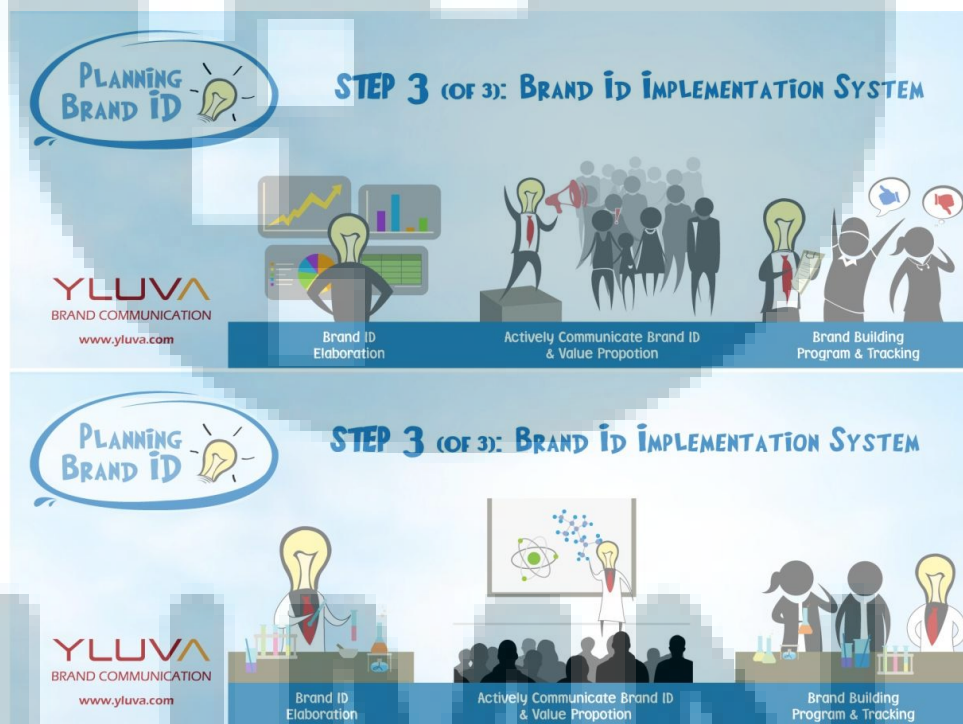 PLANNING
BRAND ID
STEP 3 (OF 3): BRAND ID IMPLEMENTATION SYSTEM
YLUVA
BRAND COMMUNICATION
www.yluva.com
Brand ID
Elaboration
Actively Communicate Brand ID
& Value Propotion
Brand Building
Program & Tracking
PLANNING
BRAND ID
STEP 3 (OF 3): BRAND ID IMPLEMENTATION SYSTEM
YLUVA
BRAND COMMUNICATION
www.yluva.com
Brand ID
Elaboration
Actively Communicate Brand ID
& Value Propotion
Brand Building
Program & Tracking